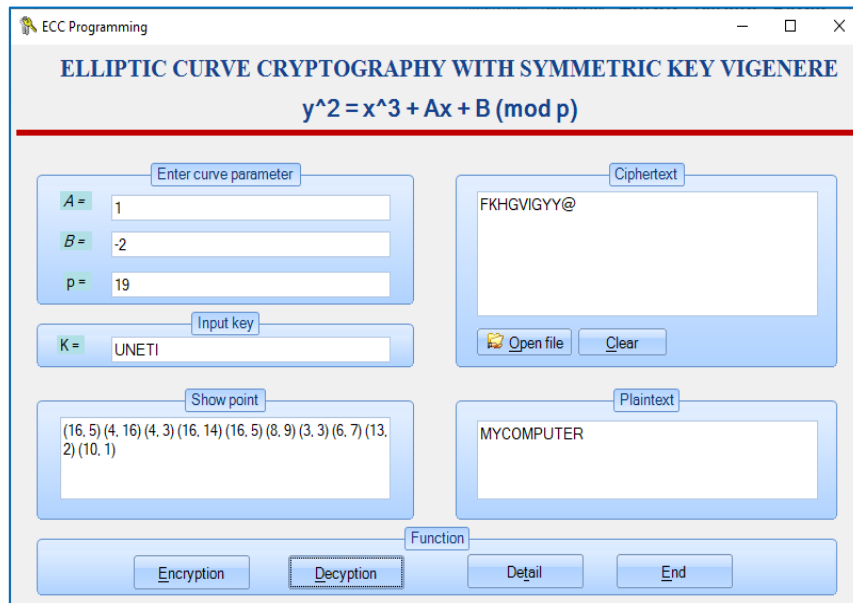 ECC Programming
ELLIPTIC CURVE CRYPTOGRAPHY WITH SYMMETRIC KEY VIGENERE
y^2 = x^3 + Ax + B (mod p)
Enter curve parameter
A = 1
B = -2
p = 19
Input key
K = UNETI
Show point
(16, 5) (4, 16) (4, 3) (16, 14) (16, 5) (8, 9) (3, 3) (6, 7) (13,
2) (10, 1)
Ciphertext
FKHGVIGYY@
Open file Clear
Plaintext
MYCOMPUTER
Function
Encryption Decyption Detail End